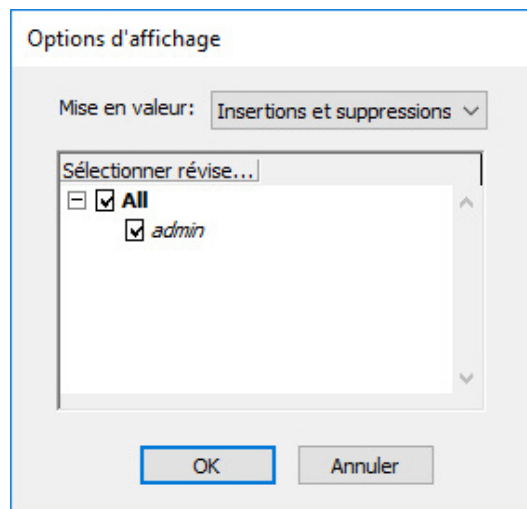 Options d'affichage
Mise en valeur: Insertions et suppressions
Sélectionner révise...
All
admin
OK Annuler